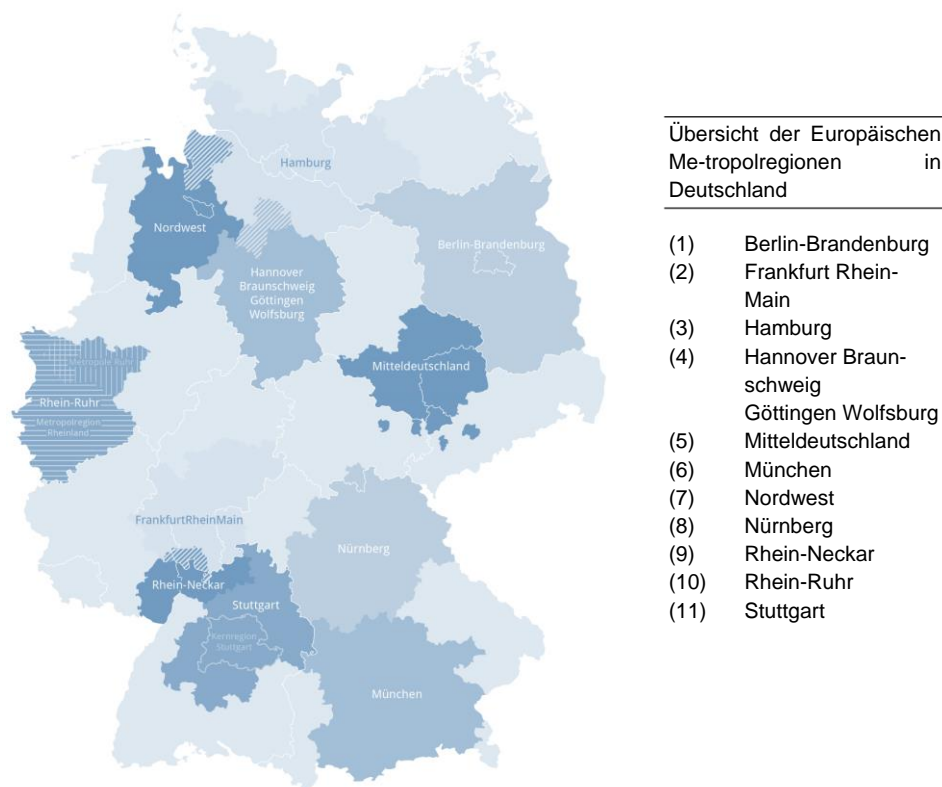 Hamburg
Nordwest
Berlin-Brandenburg
Hannover
Braunschweig
Göttingen
Wolfsburg
Mitteldeutschland
Metropole Ruhr
Rhein-Ruhr
Metropolregion
Rheinland
FrankfurtRheinMain
Nürnberg
Rhein-Neckar
Stuttgart
Kernregion
Stuttgart
München
Übersicht der Europäischen
Me-tropolregionen in
Deutschland
(1) Berlin-Brandenburg
(2) Frankfurt Rhein-
Main
(3) Hamburg
(4) Hannover Braun-
schweig
Göttingen Wolfsburg
(5) Mitteldeutschland
(6) München
(7) Nordwest
(8) Nürnberg
(9) Rhein-Neckar
(10) Rhein-Ruhr
(11) Stuttgart